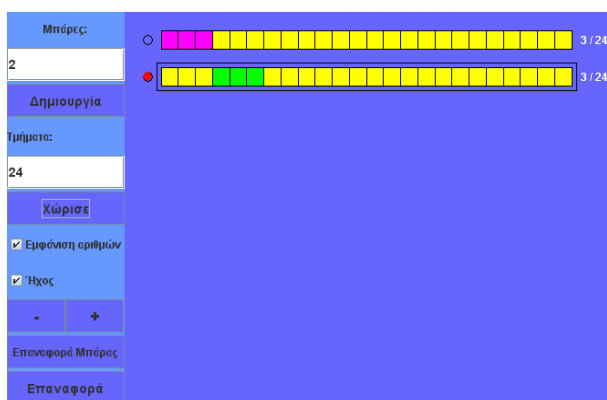 Μπάρες:
2
Δημιουργία
Τμήματα:
24
Χώρισε
Εμφάνιση αριθμών
Ήχος
- +
Επαναφορά Μπάρας
Επαναφορά
3 / 24
3 / 24